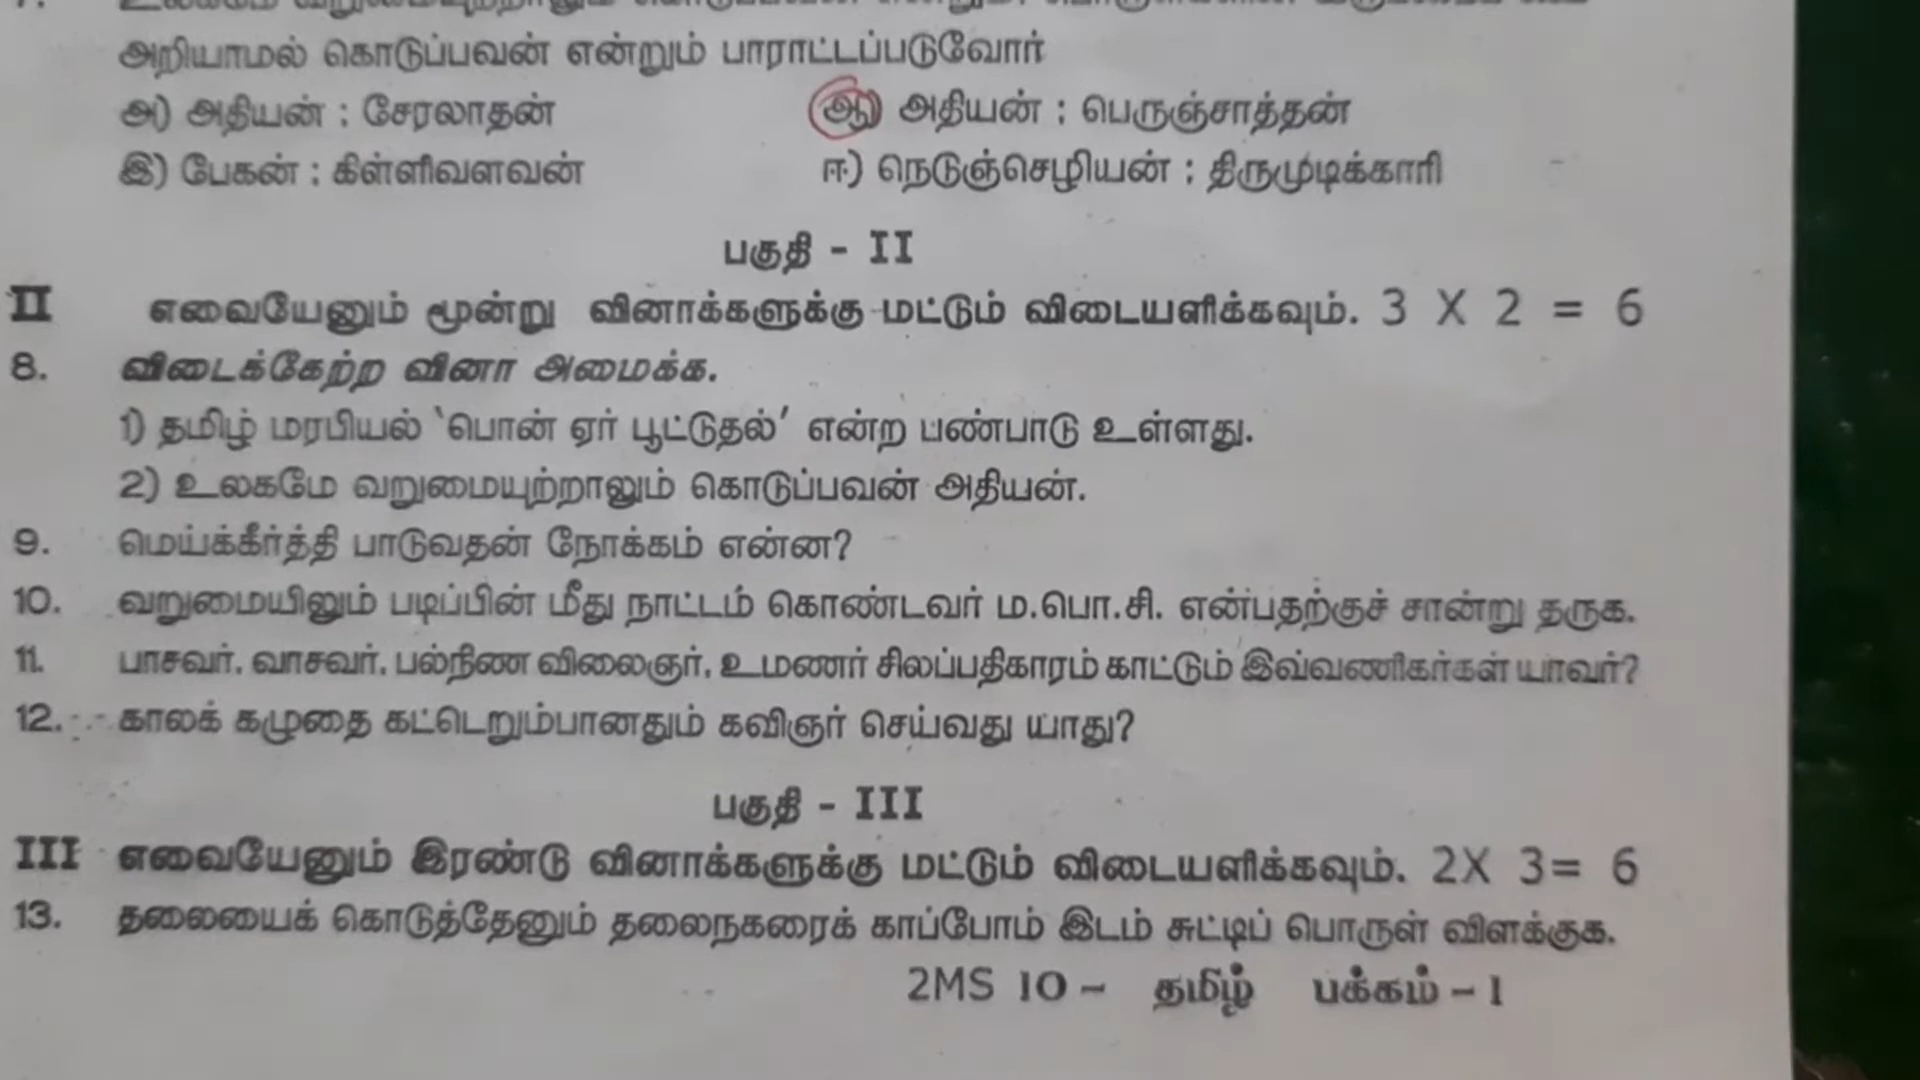 அறியாமல் கொடுப்பவன் என்றும் பாராட்டப்படுவோர்
அ) அதியன் : சேரலாதன் ஆ) அதியன் : பெருஞ்சாத்தன்
இ) பேகன் : கிள்ளிவளவன் ஈ) நெடுஞ்செழியன் : திருமுடிக்காரி
பகுதி - II
II எவையேனும் மூன்று வினாக்களுக்கு மட்டும் விடையளிக்கவும். 3 X 2 = 6
8. விடைக்கேற்ற வினா அமைக்க.
1) தமிழ் மரபியல் 'பொன் ஏர் பூட்டுதல்' என்ற பண்பாடு உள்ளது.
2) உலகமே வறுமையுற்றாலும் கொடுப்பவன் அதியன்.
9. மெய்க்கீர்த்தி பாடுவதன் நோக்கம் என்ன?
10. வறுமையினும் படிப்பின் மீது நாட்டம் கொண்டவர் ம.பொ.சி. என்பதற்குச் சான்று தருக.
11. பாசவர், வாசவர், பல்நிண விலைஞர், உமணர் சிலப்பதிகாரம் காட்டும் இவ்வணிகர்கள் யாவர்?
12. காலக் கழுதை கட்டெறும்பானதும் கவிஞர் செய்வது யாது?
பகுதி - III
III எவையேனும் இரண்டு வினாக்களுக்கு மட்டும் விடையளிக்கவும். 2X 3= 6
13. தலையைக் கொடுத்தேனும் தலைநகரைக் காப்போம் இடம் சுட்டிப் பொருள் விளக்குக.
2MS 10 - தமிழ் பக்கம் - 1